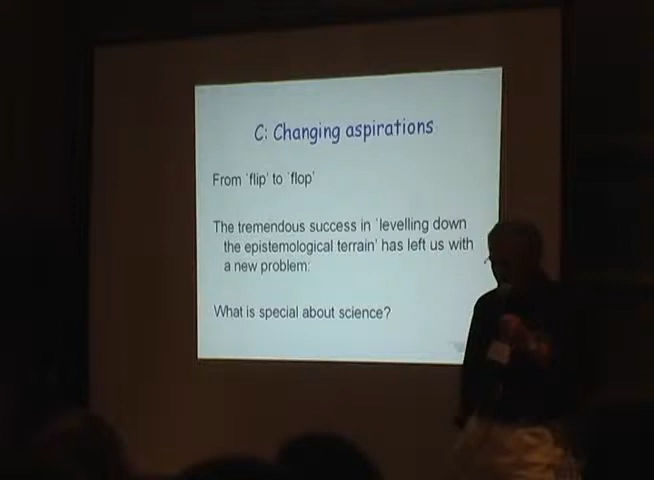 C: Changing aspirations
From 'flip' to 'flop'
The tremendous success in 'levelling down
the epistemological terrain' has left us with
a new problem:
What is special about science?